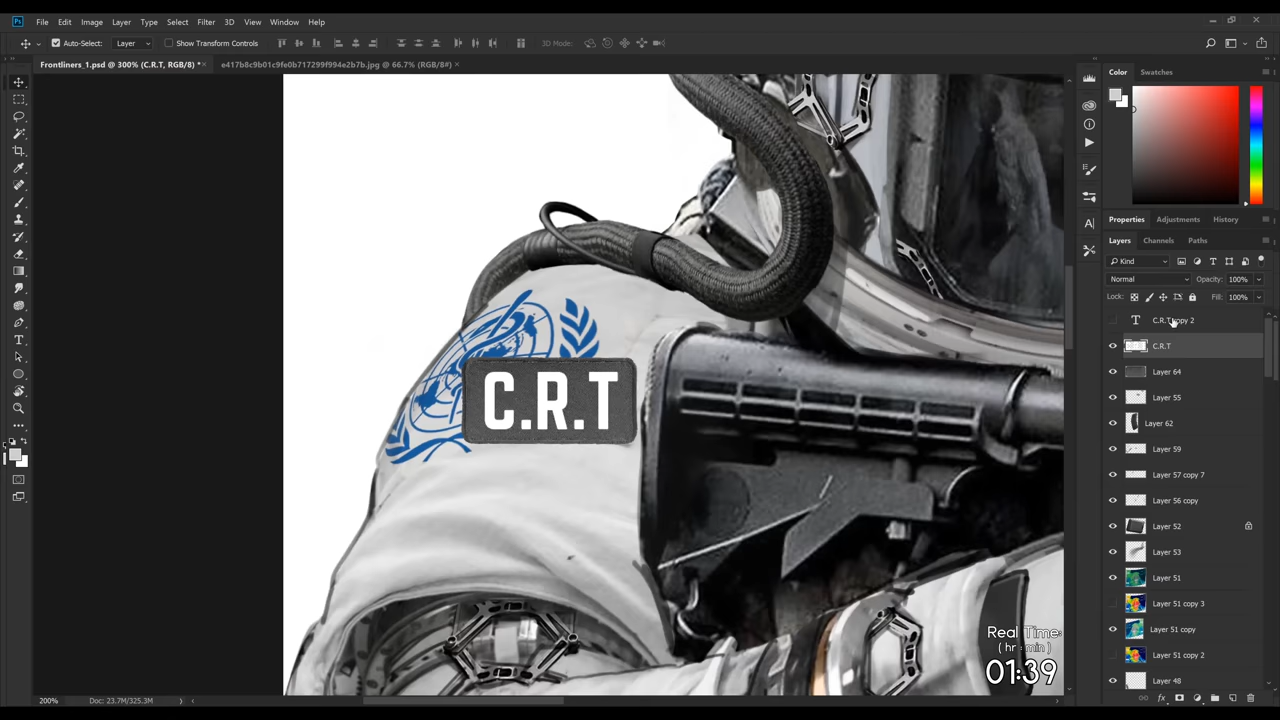 Ps File Edit Image Layer Type Select Filter 3D View Window Help
Auto-Select: Layer Show Transform Controls 3D Mode:
Frontliners_1.psd @ 300% (C.R.T, RGB/8) * × e417b8c9b01c9fe0b717299f994e2b7b.jpg @ 66.7% (RGB/8#) ×
Color Swatches
Properties Adjustments History
Layers Channels Paths
Kind
Normal Opacity: 100%
Lock: Fill: 100%
C.R.T copy 2
C.R.T
Layer 64
Layer 55
Layer 62
Layer 59
Layer 57 copy 7
Layer 56 copy
Layer 52
Layer 53
Layer 51
Layer 51 copy 3
Layer 51 copy
Layer 51 copy 2
Layer 48
C.R.T
Real Time
( hr : min )
01:39
200% Doc: 23.7M/325.3M